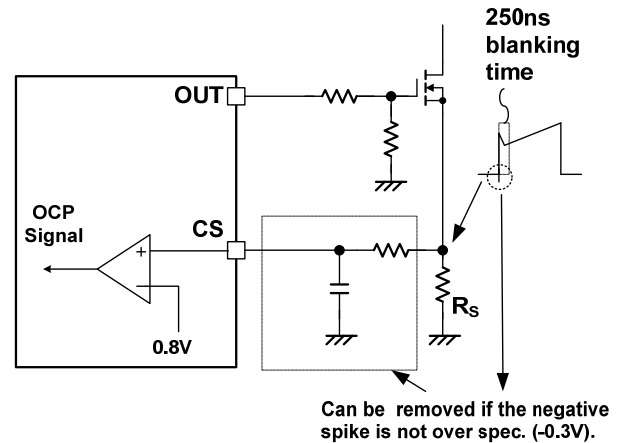 250ns
blanking
time
OUT
OCP
Signal
CS
+
−
0.8V
RS
Can be removed if the negative
spike is not over spec. (-0.3V).